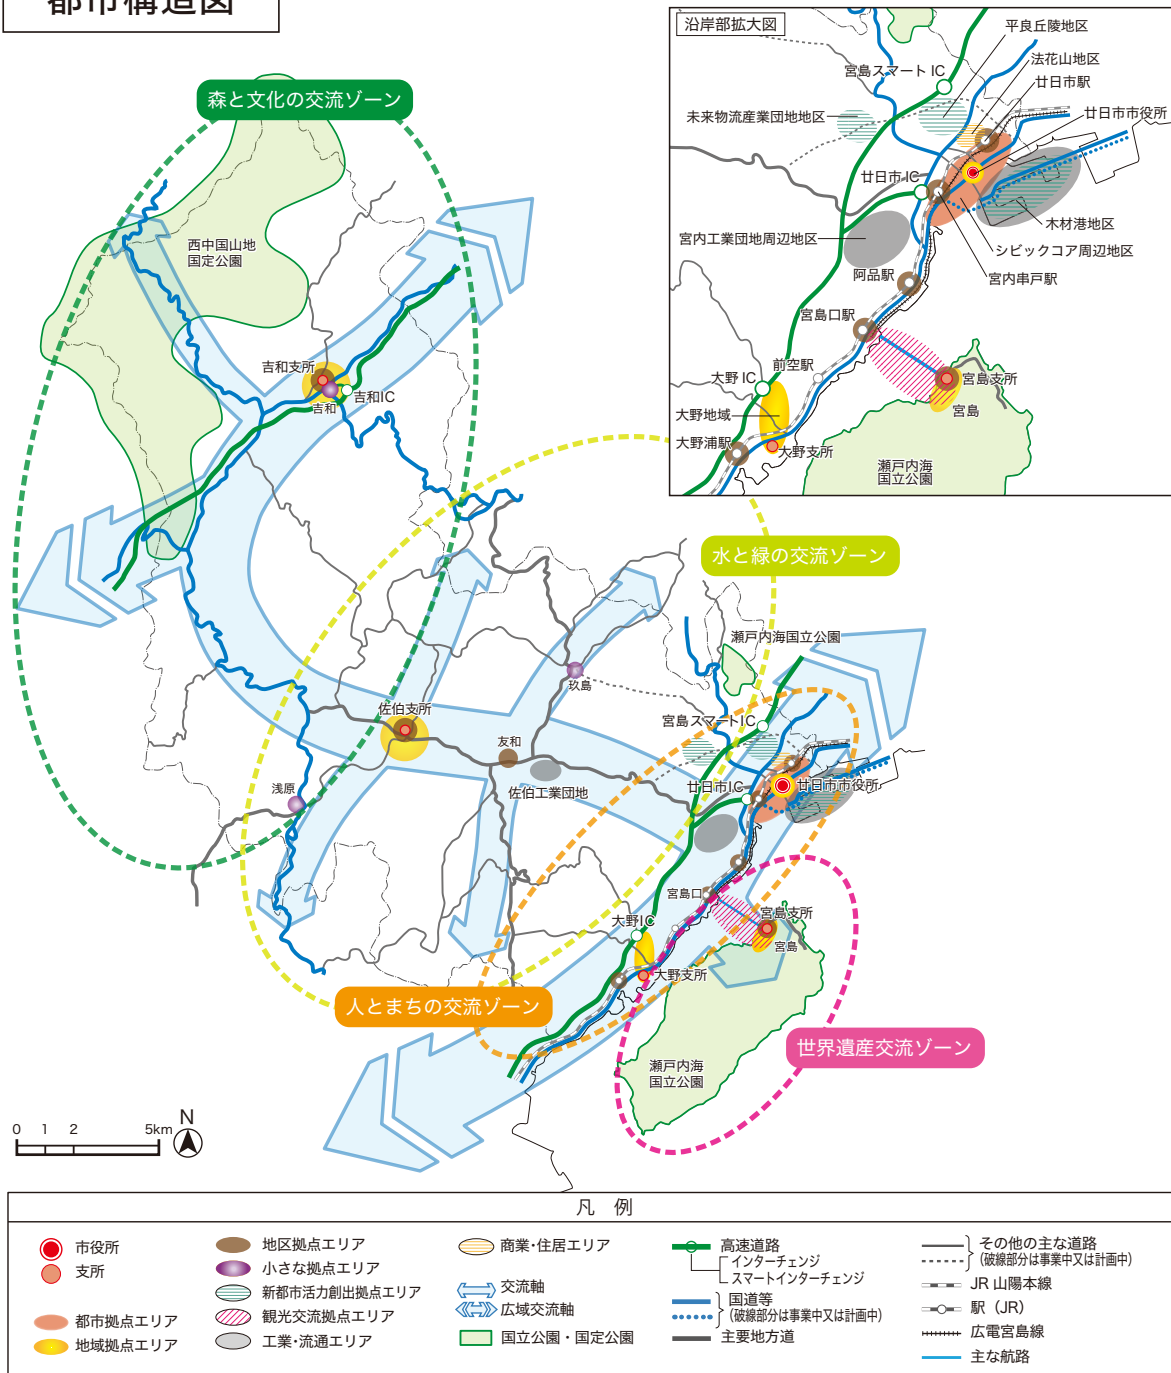 都市構造図
沿岸部拡大図
平良丘陵地区
法花山地区
宮島スマート IC
廿日市駅
未来物流産業団地地区
廿日市市役所
廿日市 IC
木材港地区
宮内工業団地周辺地区
シビックコア周辺地区
阿品駅
宮内串戸駅
宮島口駅
前空駅
大野 IC
宮島支所
宮島
大野地域
大野浦駅
大野支所
瀬戸内海
国立公園
森と文化の交流ゾーン
西中国山地
国定公園
吉和支所
吉和IC
吉和
水と緑の交流ゾーン
瀬戸内海国立公園
玖島
佐伯支所
宮島スマートIC
友和
浅原
佐伯工業団地
廿日市IC
廿日市市役所
宮島口
大野IC
宮島支所
宮島
大野支所
人とまちの交流ゾーン
世界遺産交流ゾーン
瀬戸内海
国立公園
N
0 1 2 5km
凡 例
市役所
支所
都市拠点エリア
地域拠点エリア
地区拠点エリア
小さな拠点エリア
新都市活力創出拠点エリア
観光交流拠点エリア
工業・流通エリア
商業・住居エリア
交流軸
広域交流軸
国立公園・国定公園
高速道路
インターチェンジ
スマートインターチェンジ
国道等
(破線部分は事業中又は計画中)
主要地方道
その他の主な道路
(破線部分は事業中又は計画中)
JR 山陽本線
駅（JR）
広電宮島線
主な航路